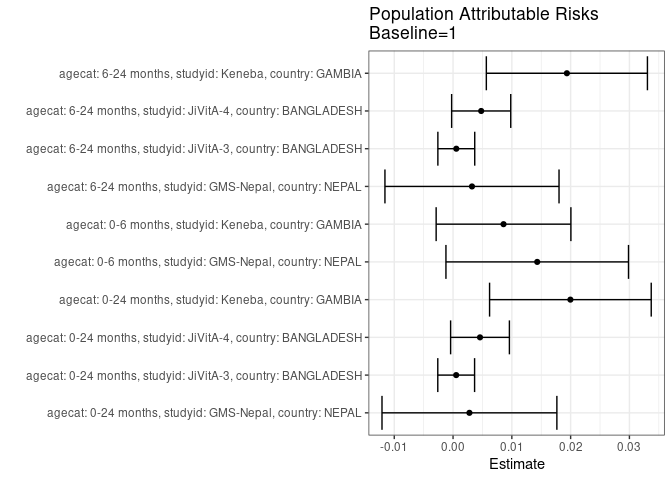 Population Attributable Risks
Baseline=1
agecat: 6-24 months, studyid: Keneba, country: GAMBIA
agecat: 6-24 months, studyid: JiVitA-4, country: BANGLADESH
agecat: 6-24 months, studyid: JiVitA-3, country: BANGLADESH
agecat: 6-24 months, studyid: GMS-Nepal, country: NEPAL
agecat: 0-6 months, studyid: Keneba, country: GAMBIA
agecat: 0-6 months, studyid: GMS-Nepal, country: NEPAL
agecat: 0-24 months, studyid: Keneba, country: GAMBIA
agecat: 0-24 months, studyid: JiVitA-4, country: BANGLADESH
agecat: 0-24 months, studyid: JiVitA-3, country: BANGLADESH
agecat: 0-24 months, studyid: GMS-Nepal, country: NEPAL
-0.01 0.00 0.01 0.02 0.03
Estimate